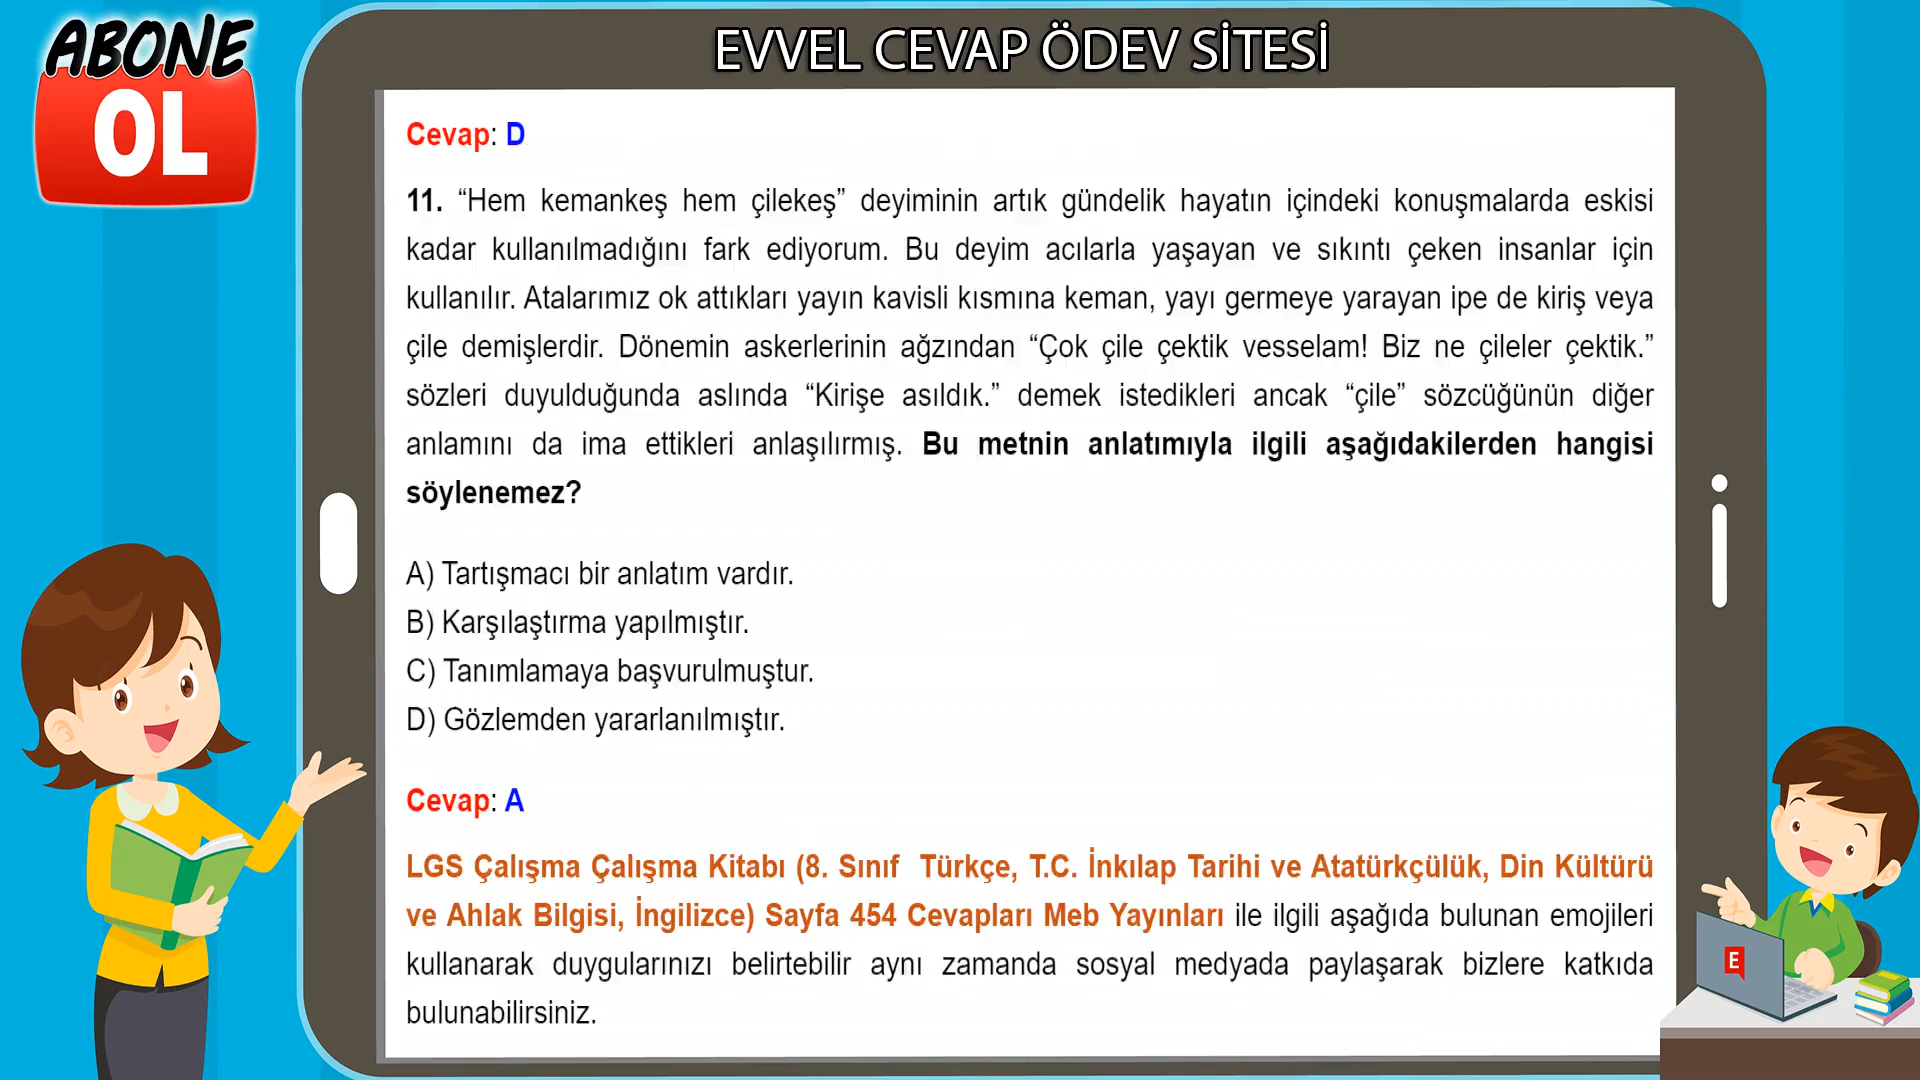 ABONE
OL
EVVEL CEVAP ÖDEV SİTESİ
Cevap: D
11. “Hem kemankeş hem çilekeş” deyiminin artık gündelik hayatın içindeki konuşmalarda eskisi
kadar kullanılmadığını fark ediyorum. Bu deyim acılarla yaşayan ve sıkıntı çeken insanlar için
kullanılır. Atalarımız ok attıkları yayın kavisli kısmına keman, yayı germeye yarayan ipe de kiriş veya
çile demişlerdir. Dönemin askerlerinin ağzından “Çok çile çektik vesselam! Biz ne çileler çektik.”
sözleri duyulduğunda aslında “Kirişe asıldık.” demek istedikleri ancak “çile” sözcüğünün diğer
anlamını da ima ettikleri anlaşılırmış. Bu metnin anlatımıyla ilgili aşağıdakilerden hangisi
söylenemez?
A) Tartışmacı bir anlatım vardır.
B) Karşılaştırma yapılmıştır.
C) Tanımlamaya başvurulmuştur.
D) Gözlemden yararlanılmıştır.
Cevap: A
LGS Çalışma Çalışma Kitabı (8. Sınıf Türkçe, T.C. İnkılap Tarihi ve Atatürkçülük, Din Kültürü
ve Ahlak Bilgisi, İngilizce) Sayfa 454 Cevapları Meb Yayınları ile ilgili aşağıda bulunan emojileri
kullanarak duygularınızı belirtebilir aynı zamanda sosyal medyada paylaşarak bizlere katkıda
bulunabilirsiniz.
E